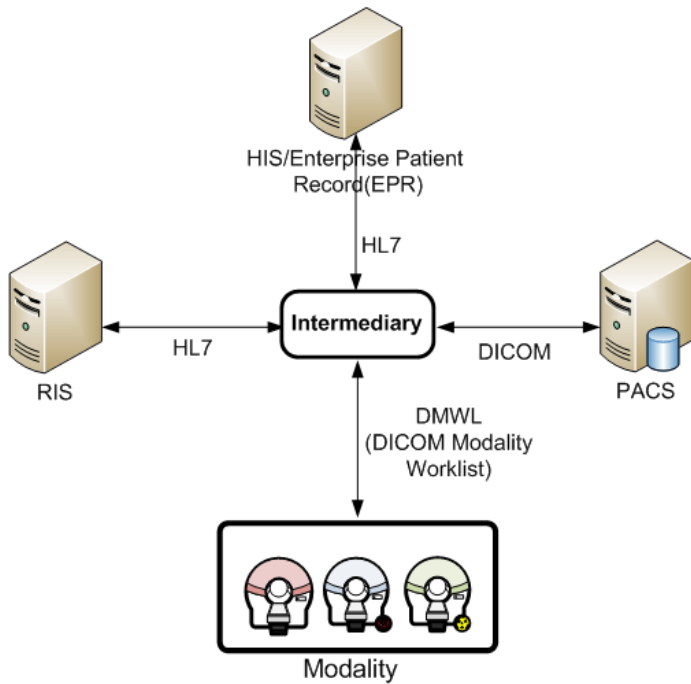 HIS/Enterprise Patient
Record(EPR)
HL7
Intermediary
HL7
DICOM
RIS
PACS
DMWL
(DICOM Modality
Worklist)
Modality